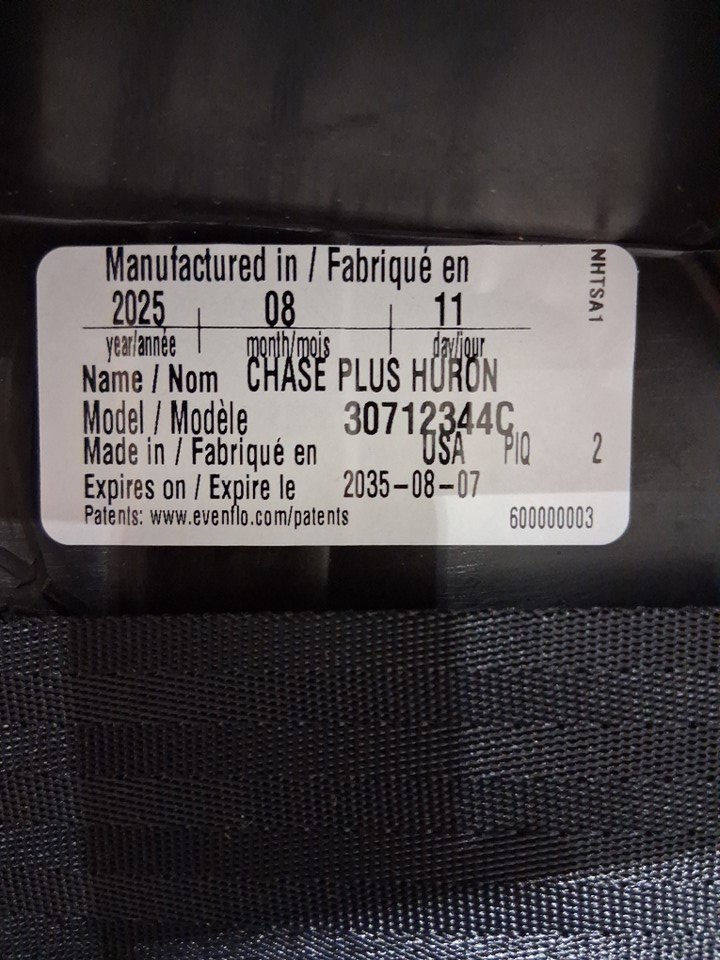 Manufactured in / Fabriqué en
2025 08 11
year/année month/mois day/jour
Name / Nom CHASE PLUS HURON
Model / Modèle 30712344C
Made in / Fabriqué en USA PIQ 2
Expires on / Expire le 2035-08-07
Patents: www.evenflo.com/patents 600000003
NHTSA1